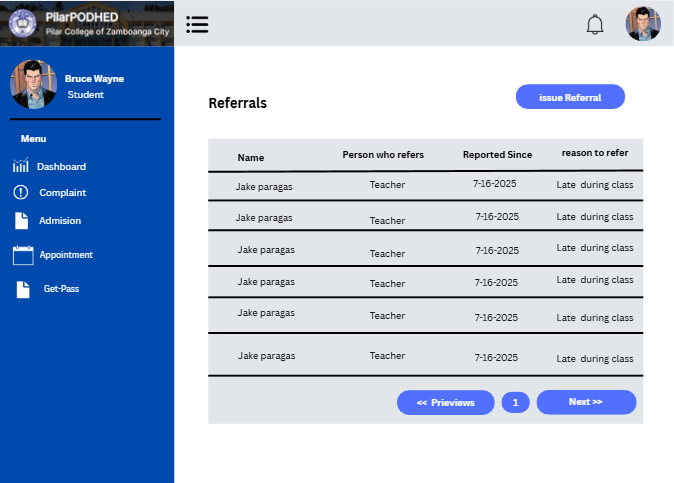 PilarPODHED
Pilar College of Zamboanga City
Bruce Wayne
Student
Menu
Dashboard
Complaint
Admision
Appointment
Get-Pass
Referrals
issue Referral
Name Person who refers Reported Since reason to refer
Jake paragas Teacher 7-16-2025 Late during class
Jake paragas Teacher 7-16-2025 Late during class
Jake paragas Teacher 7-16-2025 Late during class
Jake paragas Teacher 7-16-2025 Late during class
Jake paragas Teacher 7-16-2025 Late during class
Jake paragas Teacher 7-16-2025 Late during class
<< Prieviews 1 Next >>